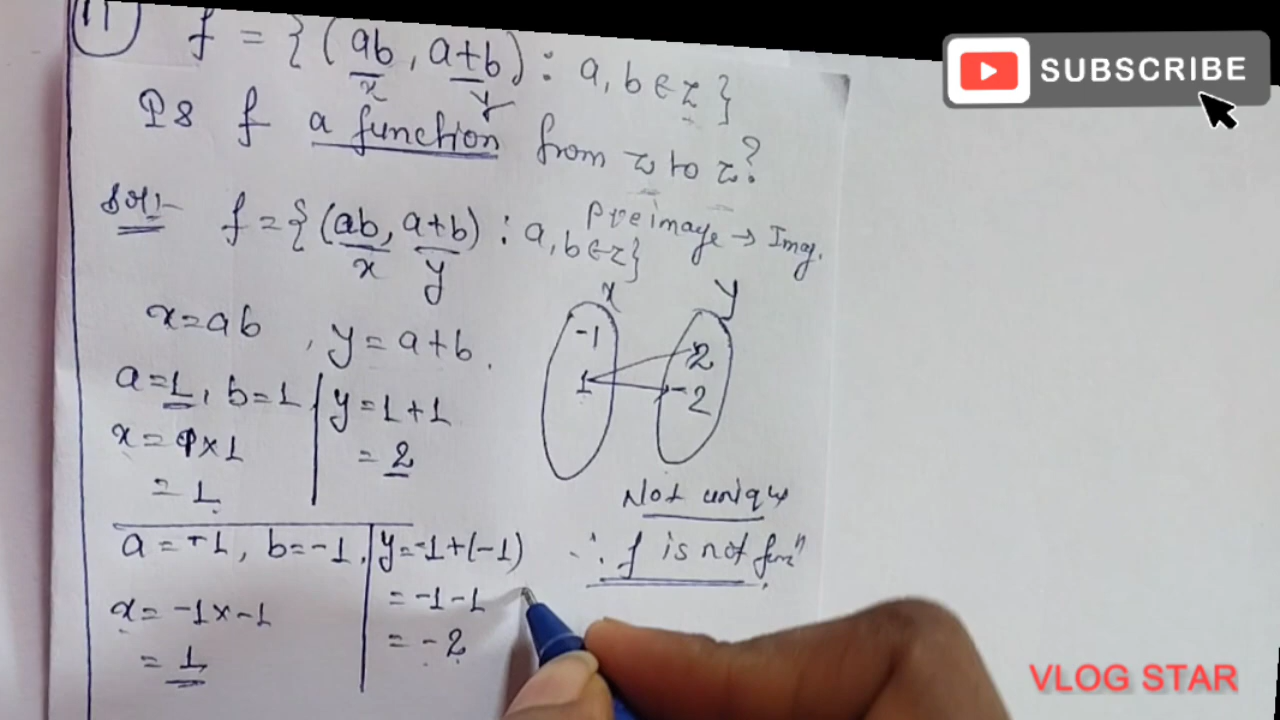 11 f = {(ab, a+b) : a, b ∈ z}
x y
Is f a function from z to z?
Sol:- f = {(ab, a+b) : a, b ∈ z}
x y
Preimage → Imag.
x = ab , y = a+b.
x y
-1 2
1 -2
a = 1, b = 1 y = 1+1
x = 1×1 = 2
= 1
Not unique
∴ f is not funⁿ
a = -1, b = -1, y = -1+(-1)
x = -1×-1 = -1-1
= 1 = -2
SUBSCRIBE
VLOG STAR